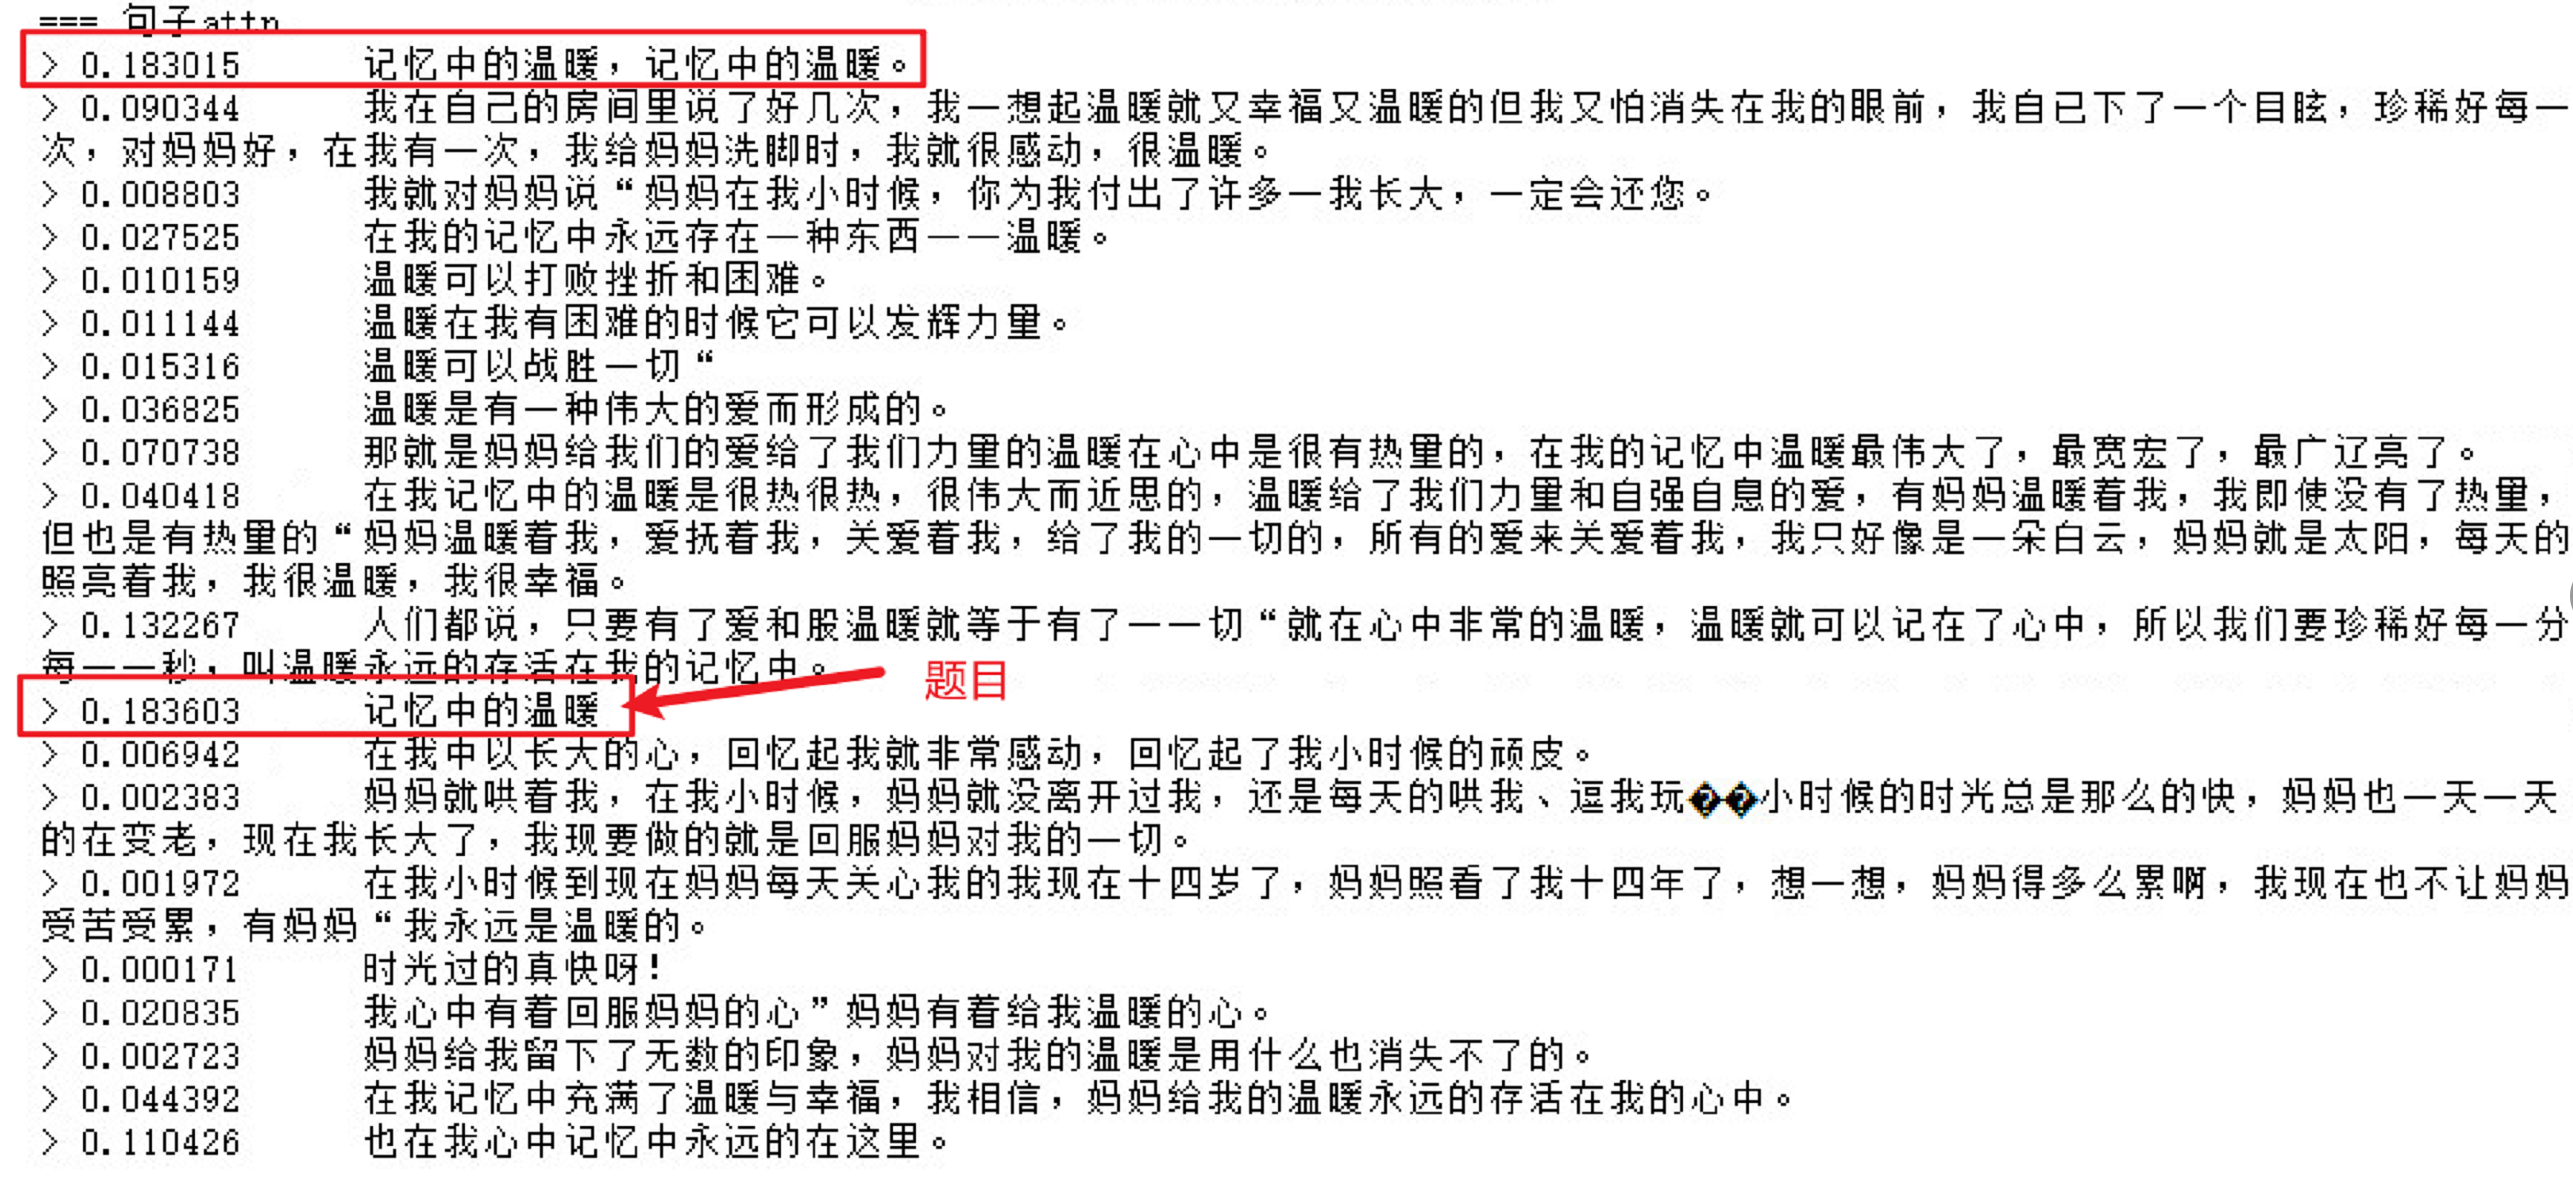 === 句子attn
> 0.183015 记忆中的温暖，记忆中的温暖。
> 0.090344 我在自己的房间里说了好几次，我一想起温暖就又幸福又温暖的但我又怕消失在我的眼前，我自已下了一个目眩，珍稀好每一
次，对妈妈好，在我有一次，我给妈妈洗脚时，我就很感动，很温暖。
> 0.008803 我就对妈妈说“妈妈在我小时候，你为我付出了许多一我长大，一定会还您。
> 0.027525 在我的记忆中永远存在一种东西——温暖。
> 0.010159 温暖可以打败挫折和困难。
> 0.011144 温暖在我有困难的时候它可以发辉力里。
> 0.015316 温暖可以战胜一切“
> 0.036825 温暖是有一种伟大的爱而形成的。
> 0.070738 那就是妈妈给我们的爱给了我们力里的温暖在心中是很有热里的，在我的记忆中温暖最伟大了，最宽宏了，最广辽亮了。
> 0.040418 在我记忆中的温暖是很热很热，很伟大而近思的，温暖给了我们力里和自强自息的爱，有妈妈温暖着我，我即使没有了热里，
但也是有热里的“妈妈温暖着我，爱抚着我，关爱着我，给了我的一切的，所有的爱来关爱着我，我只好像是一朵白云，妈妈就是太阳，每天的
照亮着我，我很温暖，我很幸福。
> 0.132267 人们都说，只要有了爱和股温暖就等于有了一一切“就在心中非常的温暖，温暖就可以记在了心中，所以我们要珍稀好每一分
每一一秒，叫温暖永远的存活在我的记忆中。
题目
> 0.183603 记忆中的温暖
> 0.006942 在我中以长大的心，回忆起我就非常感动，回忆起了我小时候的顽皮。
> 0.002383 妈妈就哄着我，在我小时候，妈妈就没离开过我，还是每天的哄我、逗我玩��小时候的时光总是那么的快，妈妈也一天一天
的在变老，现在我长大了，我现要做的就是回服妈妈对我的一切。
> 0.001972 在我小时候到现在妈妈每天关心我的我现在十四岁了，妈妈照看了我十四年了，想一想，妈妈得多么累啊，我现在也不让妈妈
受苦受累，有妈妈“我永远是温暖的。
> 0.000171 时光过的真快呀！
> 0.020835 我心中有着回服妈妈的心”妈妈有着给我温暖的心。
> 0.002723 妈妈给我留下了无数的印象，妈妈对我的温暖是用什么也消失不了的。
> 0.044392 在我记忆中充满了温暖与幸福，我相信，妈妈给我的温暖永远的存活在我的心中。
> 0.110426 也在我心中记忆中永远的在这里。